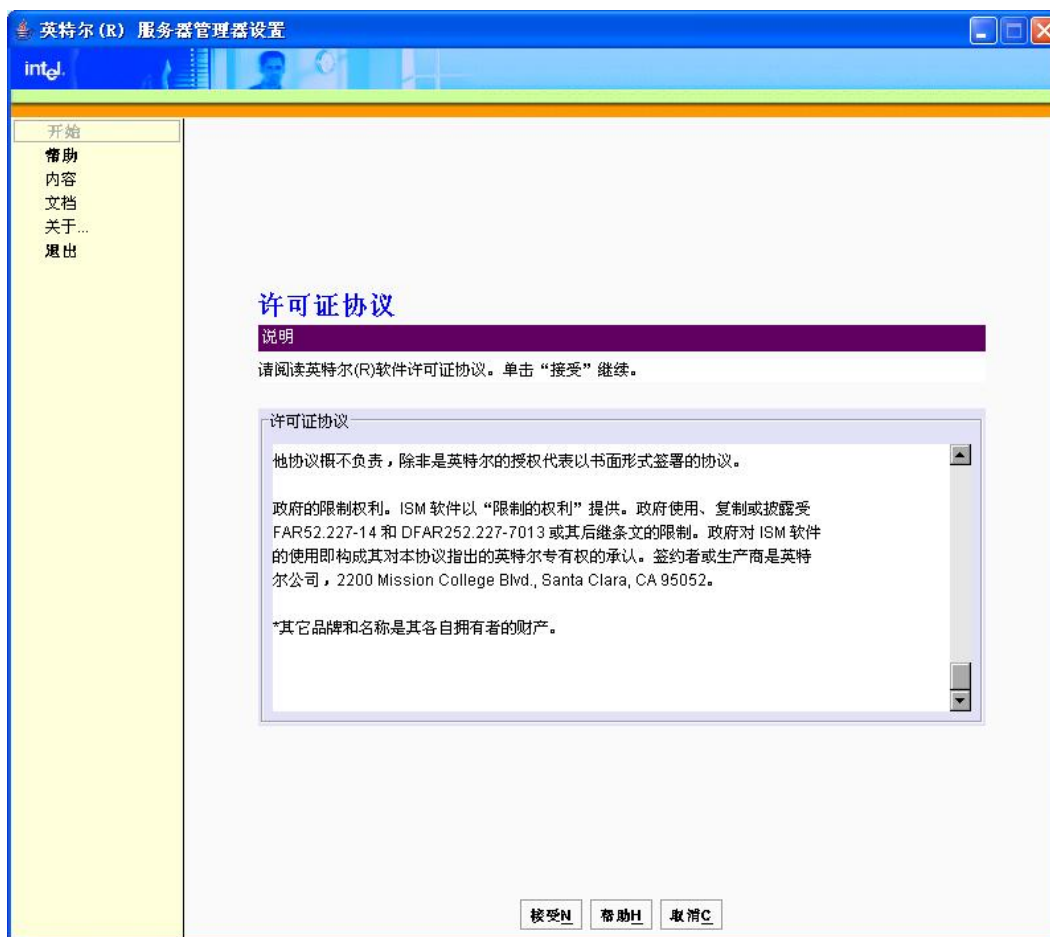 英特尔(R) 服务器管理器设置
intel.
开始
帮助
内容
文档
关于...
退出
许可证协议
说明
请阅读英特尔(R)软件许可证协议。单击“接受”继续。
许可证协议
他协议概不负责，除非是英特尔的授权代表以书面形式签署的协议。
政府的限制权利。ISM 软件以“限制的权利”提供。政府使用、复制或披露受
FAR52.227-14 和 DFAR252.227-7013 或其后继条文的限制。政府对 ISM 软件
的使用即构成其对本协议指出的英特尔专有权的承认。签约者或生产商是英特
尔公司，2200 Mission College Blvd., Santa Clara, CA 95052。
*其它品牌和名称是其各自拥有者的财产。
接受N 帮助H 取消C